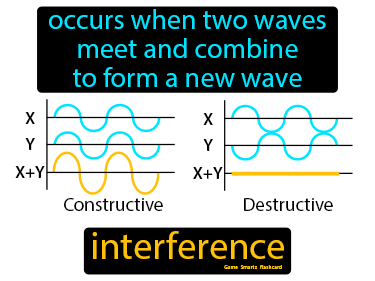 occurs when two waves
meet and combine
to form a new wave
X
Y
X+Y
Constructive
X
Y
X+Y
Destructive
interference
Game Smartz Flashcard